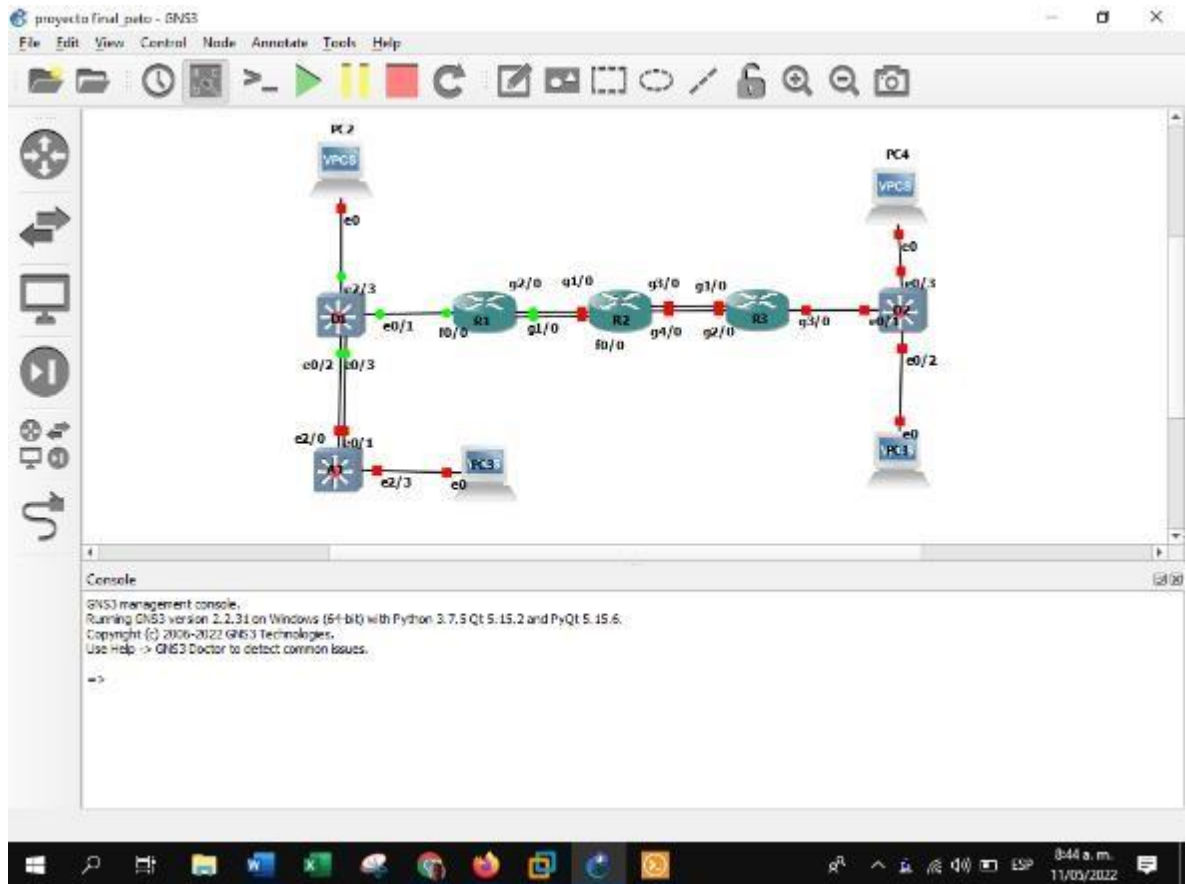 proyecto final_pato - GNS3
File Edit View Control Node Annotate Tools Help
PC2
VPCS
e0
e2/3
D1
e0/1
f0/0
R1
g2/0
g1/0
g1/0
R2
f0/0
g3/0
g4/0
g1/0
g2/0
R3
g3/0
PC4
VPCS
e0
e0/3
e0/1
D2
e0/2
e0
e0/2
e0/3
e2/0
e0/1
A1
e2/3
e0
PC3
Console
GNS3 management console.
Running GNS3 version 2.2.31 on Windows (64-bit) with Python 3.7.5 Qt 5.15.2 and PyQt 5.15.6.
Copyright (c) 2006-2022 GNS3 Technologies.
Use Help -> GNS3 Doctor to detect common issues.
=>
ESP
8:44 a. m.
11/05/2022